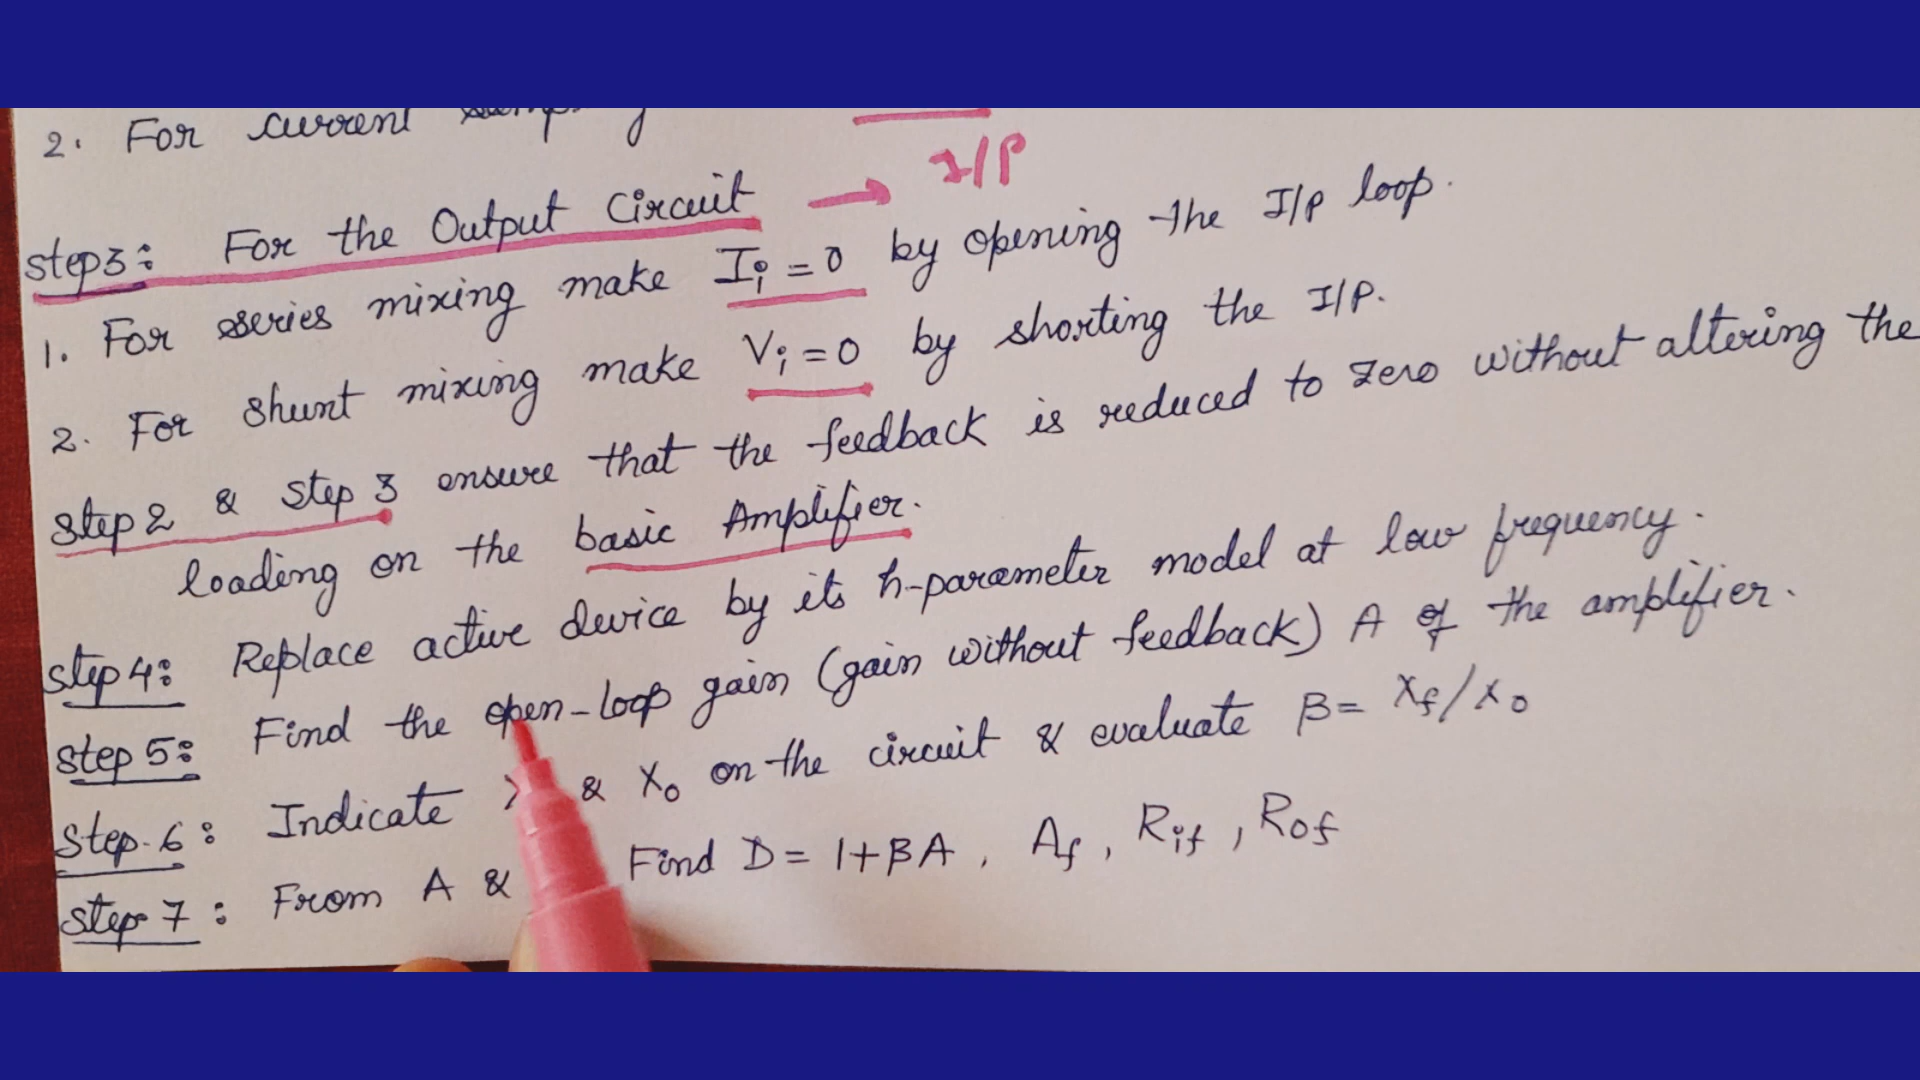 2. For current
I/P
step3: For the Output Circuit →
1. For series mixing make Ii = 0 by opening the I/P loop.
2. For shunt mixing make Vi = 0 by shorting the I/P.
step 2 & step 3 ensure that the feedback is reduced to zero without altering the
loading on the basic Amplifier.
step 4: Replace active device by its h-parameter model at low frequency.
step 5: Find the open-loop gain (gain without feedback) A of the amplifier.
step-6: Indicate & Xo on the circuit & evaluate β = Xf/Xo
step 7: From A & Find D = 1+βA, Af, Rif, Rof